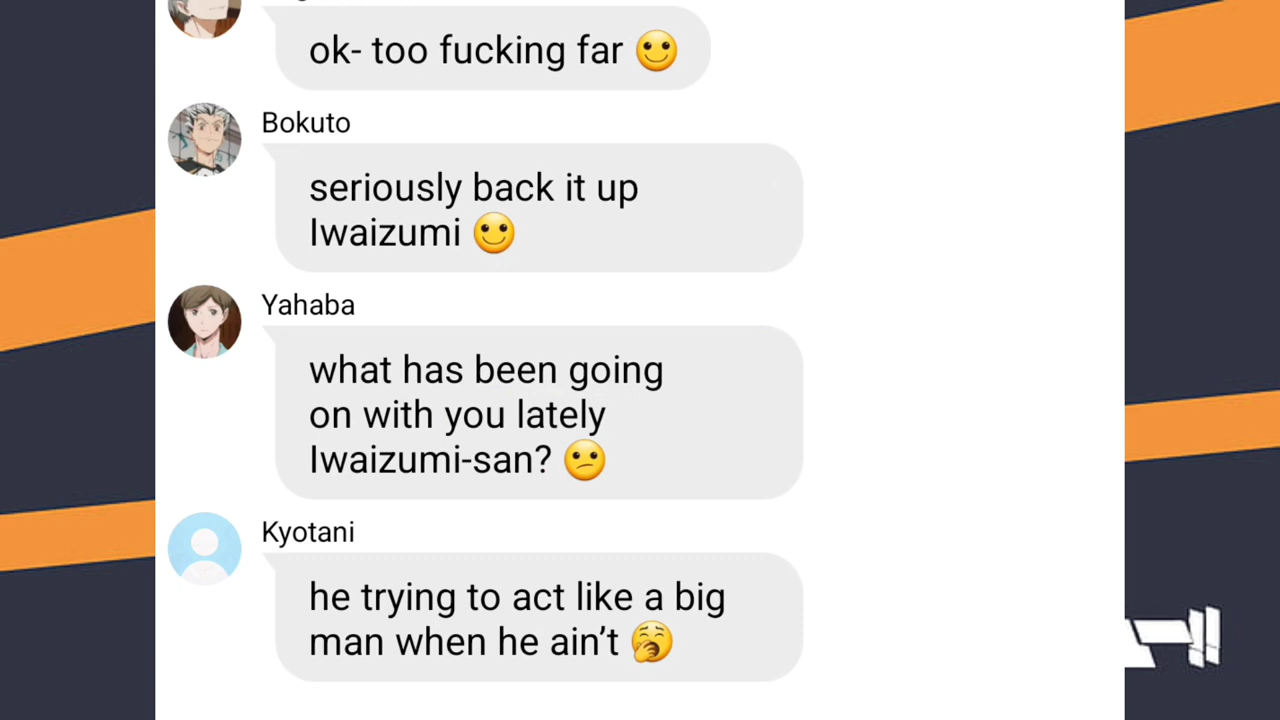 ok- too fucking far 🙂
Bokuto
seriously back it up
Iwaizumi 🙂
Yahaba
what has been going
on with you lately
Iwaizumi-san? 😕
Kyotani
he trying to act like a big
man when he ain’t 🥱